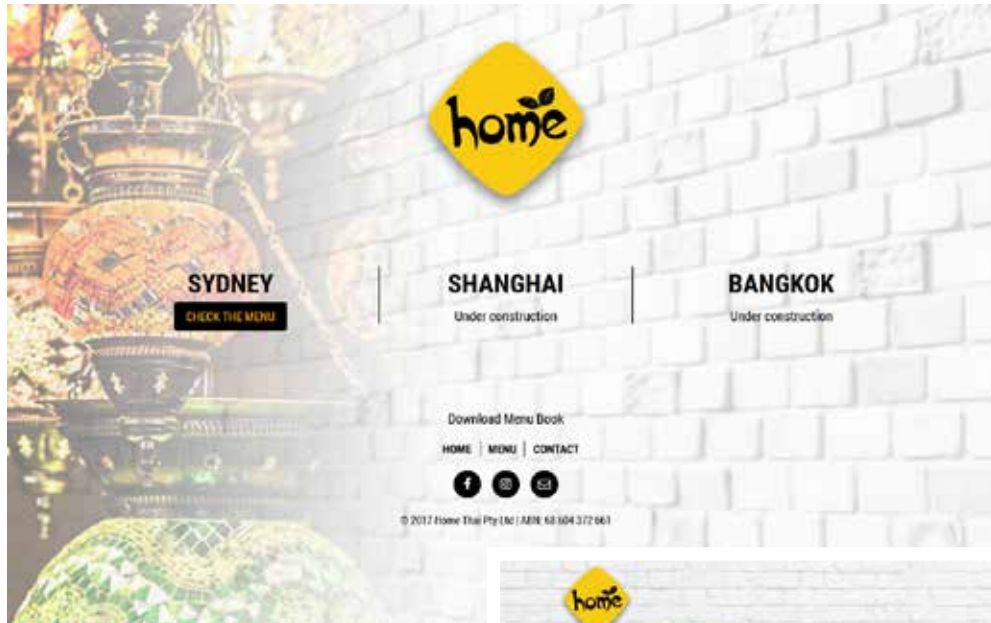 home
SYDNEY
CHECK THE MENU
SHANGHAI
Under construction
BANGKOK
Under construction
Download Menu Book
HOME | MENU | CONTACT
© 2017 Home Thai Pty Ltd | ABN: 68 604 372 661
home